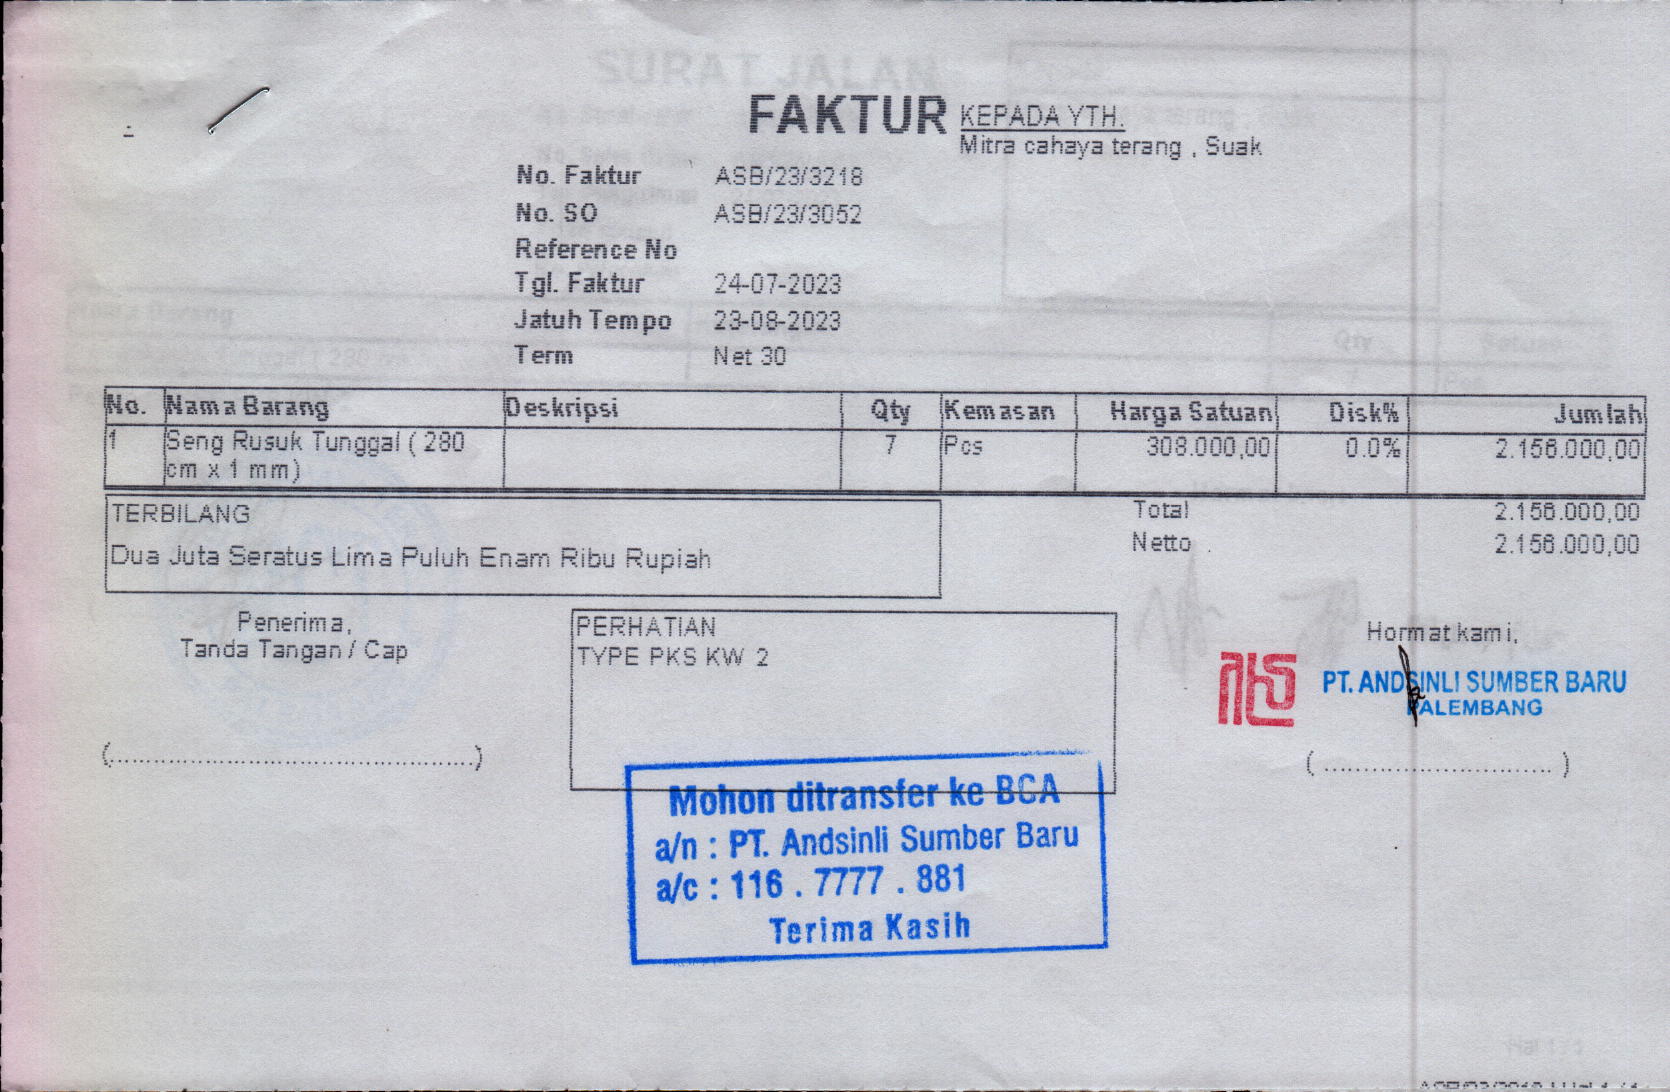 FAKTUR
KEPADA YTH.
Mitra cahaya terang , Suak
No. Faktur ASB/23/3218
No. SO ASB/23/3052
Reference No
Tgl. Faktur 24-07-2023
Jatuh Tempo 23-08-2023
Term Net 30
No. Nama Barang Deskripsi Qty Kemasan Harga Satuan Disk% Jumlah
1 Seng Rusuk Tunggal ( 280 7 Pcs 308.000,00 0.0% 2.156.000,00
cm x 1 mm)
TERBILANG
Dua Juta Seratus Lima Puluh Enam Ribu Rupiah
Total 2.156.000,00
Netto 2.156.000,00
Penerima,
Tanda Tangan / Cap
(................................................)
PERHATIAN
TYPE PKS KW 2
Hormat kami,
PT. ANDSINLI SUMBER BARU
PALEMBANG
( .............................. )
Mohon ditransfer ke BCA
a/n : PT. Andsinli Sumber Baru
a/c : 116 . 7777 . 881
Terima Kasih